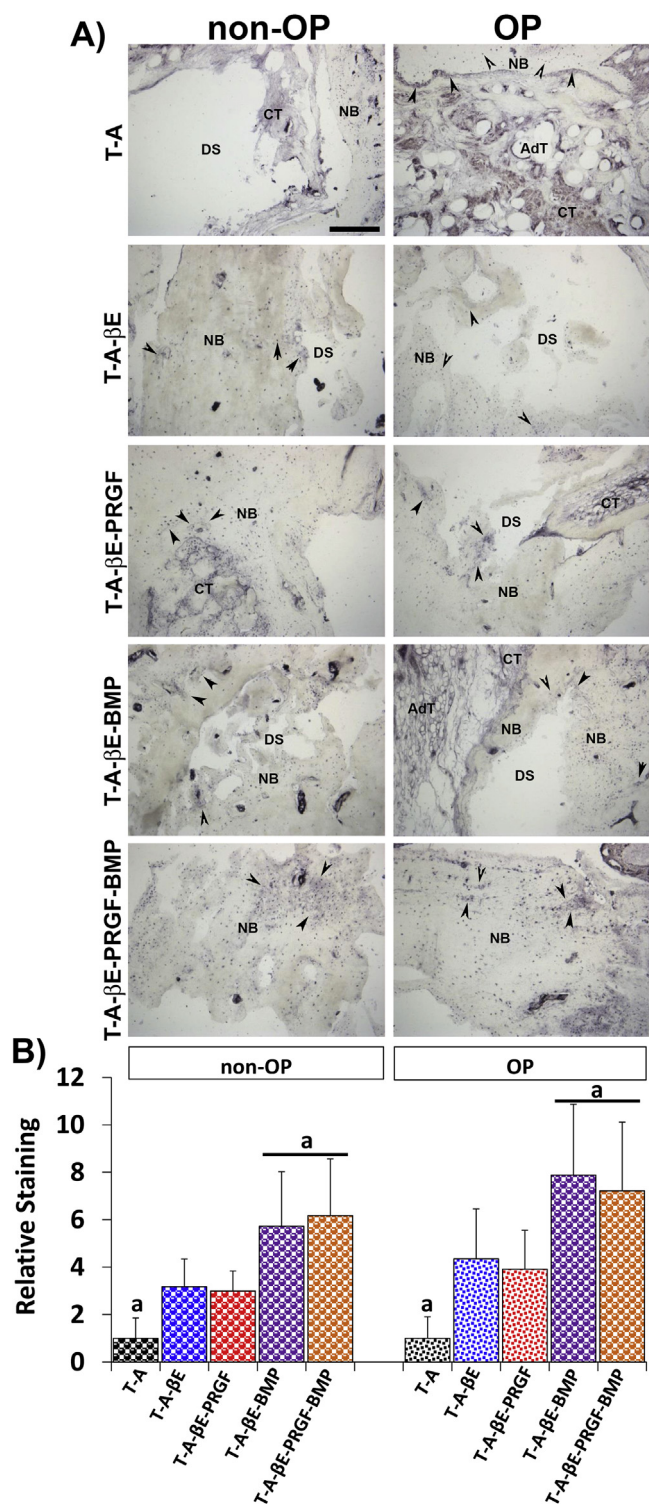 A)
non-OP OP
T-A
DS CT NB
NB AdT CT
T-A-βE
NB DS
NB DS
T-A-βE-PRGF
NB CT
DS CT NB
T-A-βE-BMP
DS NB
CT AdT NB NB DS
T-A-βE-PRGF-BMP
NB
NB
B)
non-OP OP
Relative Staining
12
10
8
6
4
2
0
a a
a a
T-A T-A-βE T-A-βE-PRGF T-A-βE-BMP T-A-βE-PRGF-BMP
T-A T-A-βE T-A-βE-PRGF T-A-βE-BMP T-A-βE-PRGF-BMP